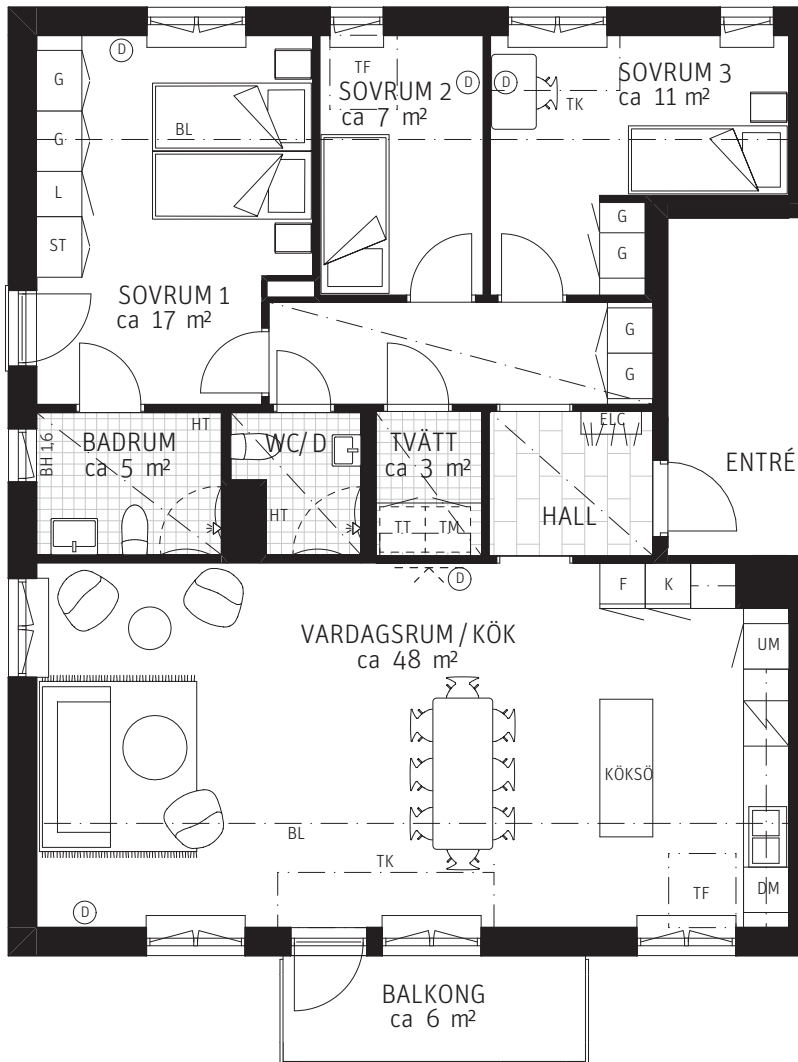 D
TF
SOVRUM 2
ca 7 m²
D
D
SOVRUM 3
ca 11 m²
TK
G
BL
G
L
ST
G
G
SOVRUM 1
ca 17 m²
G
G
BH 1,6
BADRUM
ca 5 m²
HT
WC/D
HT
TVÄTT
ca 3 m²
TT
TM
ELC
HALL
ENTRÉ
D
F
K
VARDAGSRUM / KÖK
ca 48 m²
UM
KÖKSÖ
BL
TK
TF
DM
D
BALKONG
ca 6 m²